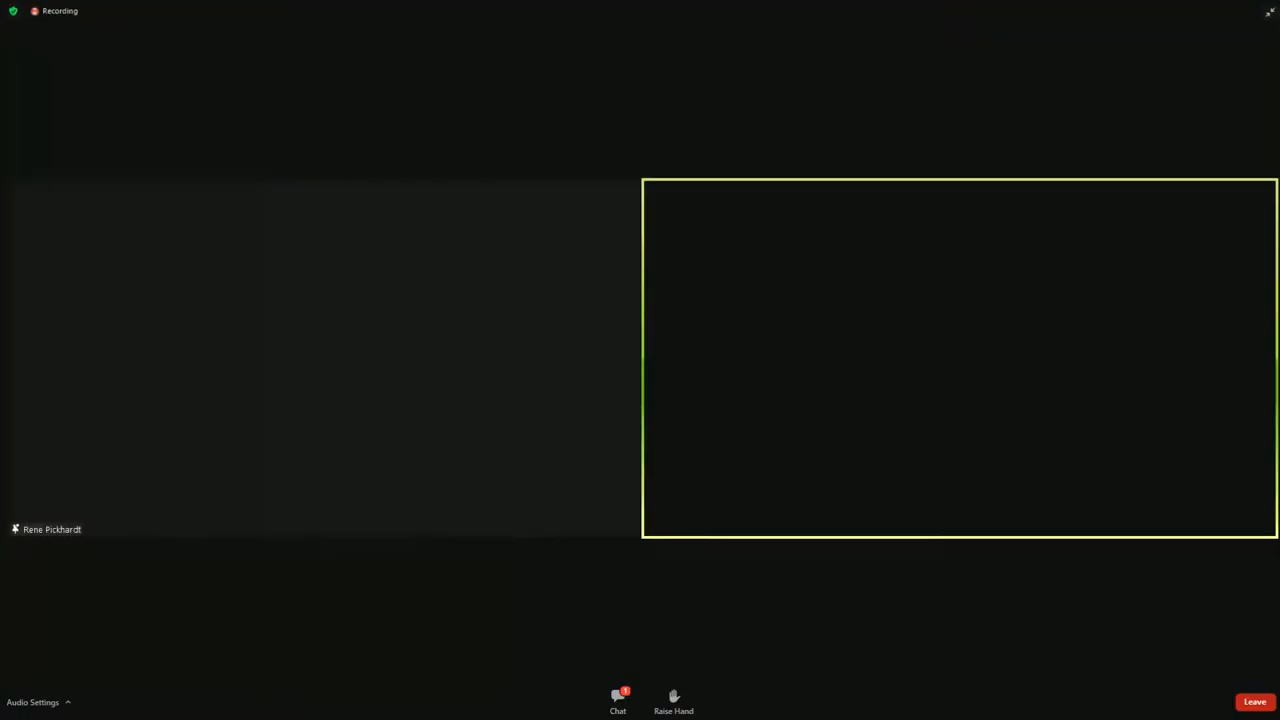 Recording
Rene Pickhardt
Audio Settings
1
Chat
Raise Hand
Leave